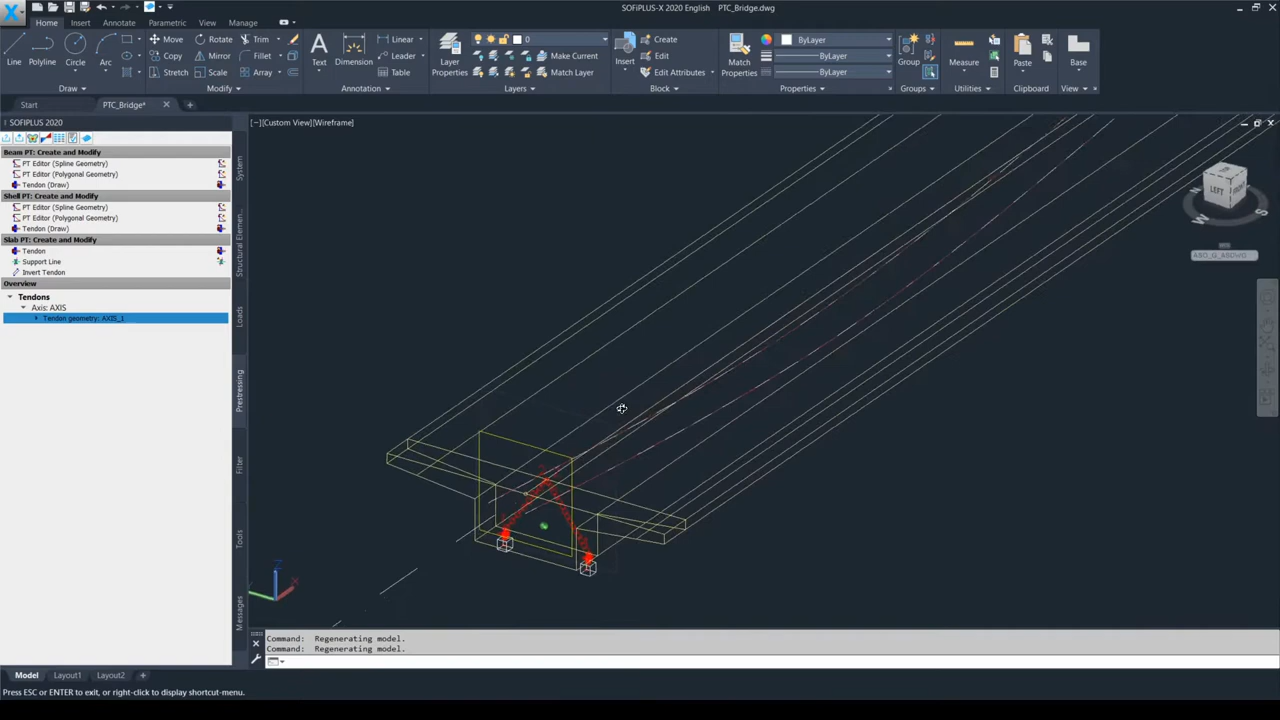 SOFiPLUS-X 2020 English PTC_Bridge.dwg
Home Insert Annotate Parametric View Manage
Line Polyline Circle Arc
Move Rotate Trim
Copy Mirror Fillet
Stretch Scale Array
Draw Modify
Text Dimension
Linear
Leader
Table
Annotation
Layer Properties
0
Make Current
Match Layer
Layers
Insert
Create
Edit
Edit Attributes
Block
Match Properties
ByLayer
ByLayer
ByLayer
Properties
Group
Groups
Measure
Utilities
Paste
Clipboard
Base
View
Start PTC_Bridge*
SOFiPLUS 2020
Beam PT: Create and Modify
PT Editor (Spline Geometry)
PT Editor (Polygonal Geometry)
Tendon (Draw)
Shell PT: Create and Modify
PT Editor (Spline Geometry)
PT Editor (Polygonal Geometry)
Tendon (Draw)
Slab PT: Create and Modify
Tendon
Support Line
Invert Tendon
Overview
Tendons
Axis: AXIS
Tendon geometry: AXIS_1
System
Structural Elemen...
Loads
Prestressing
Filter
Tools
Messages
[−][Custom View][Wireframe]
LEFT FRONT
W S
Z
X
Command: Regenerating model.
Command: Regenerating model.
Model Layout1 Layout2
Press ESC or ENTER to exit, or right-click to display shortcut-menu.